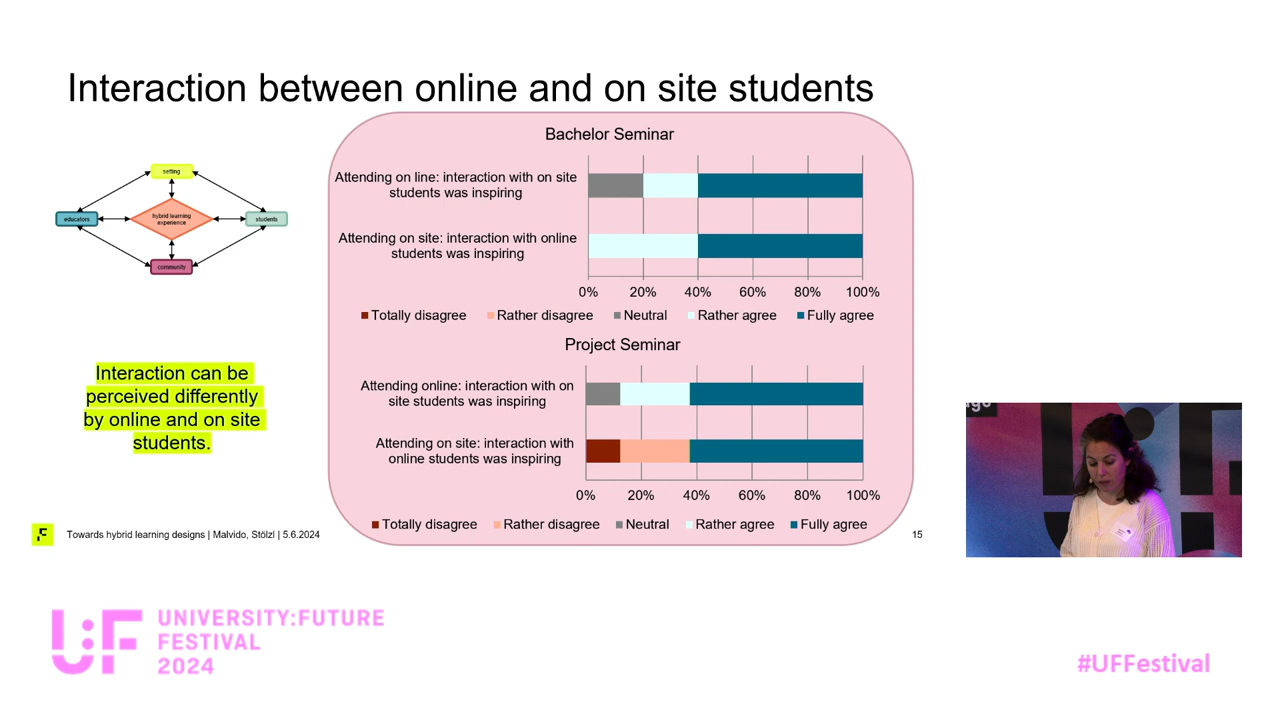 Interaction between online and on site students
setting
educators
hybrid learning
experience
students
community
Interaction can be
perceived differently
by online and on site
students.
Bachelor Seminar
Attending on line: interaction with on site
students was inspiring
Attending on site: interaction with online
students was inspiring
0% 20% 40% 60% 80% 100%
Totally disagree Rather disagree Neutral Rather agree Fully agree
Project Seminar
Attending online: interaction with on
site students was inspiring
Attending on site: interaction with
online students was inspiring
0% 20% 40% 60% 80% 100%
Totally disagree Rather disagree Neutral Rather agree Fully agree
Towards hybrid learning designs | Malvido, Stölzl | 5.6.2024
15
U:F
UNIVERSITY:FUTURE
FESTIVAL
2024
#UFFestival